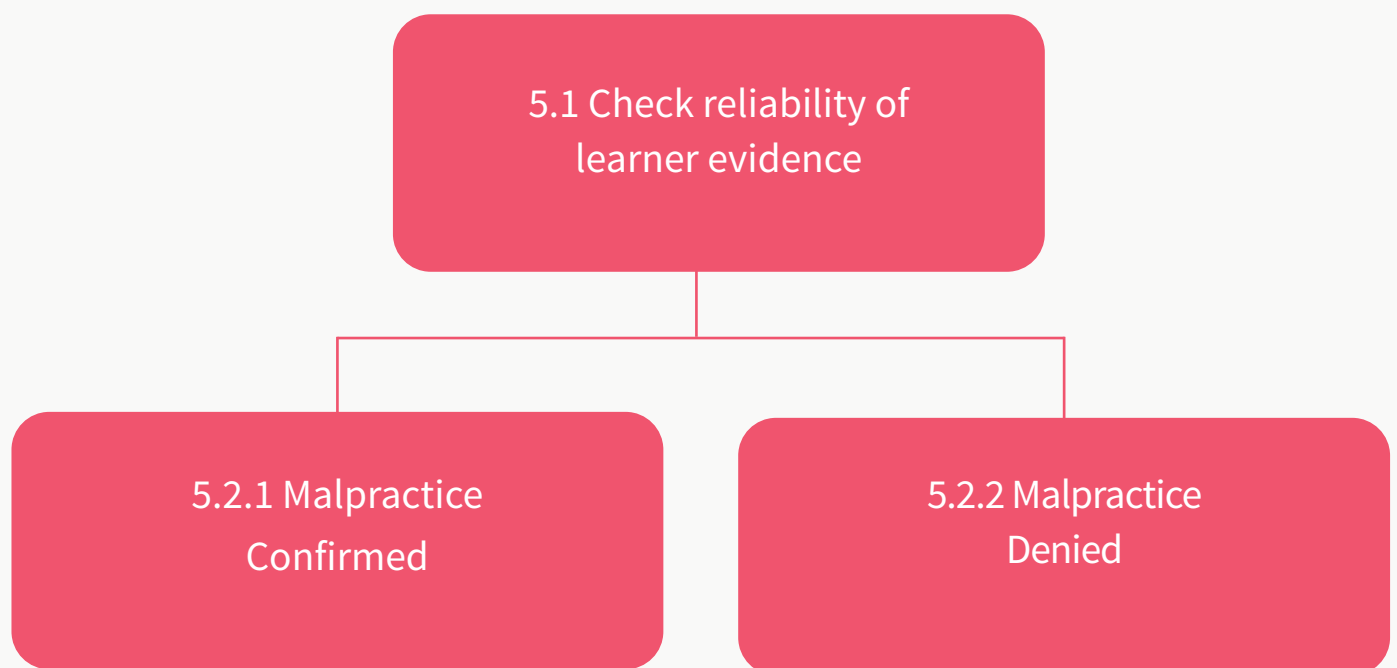 5.1 Check reliability of
learner evidence
5.2.1 Malpractice
Confirmed
5.2.2 Malpractice
Denied